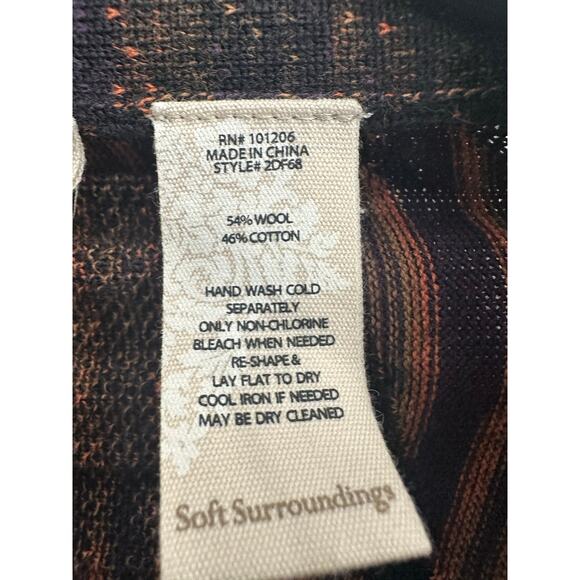 RN# 101206
MADE IN CHINA
STYLE# 2DF68
54% WOOL
46% COTTON
HAND WASH COLD
SEPARATELY
ONLY NON-CHLORINE
BLEACH WHEN NEEDED
RE-SHAPE &
LAY FLAT TO DRY
COOL IRON IF NEEDED
MAY BE DRY CLEANED
Soft Surroundings